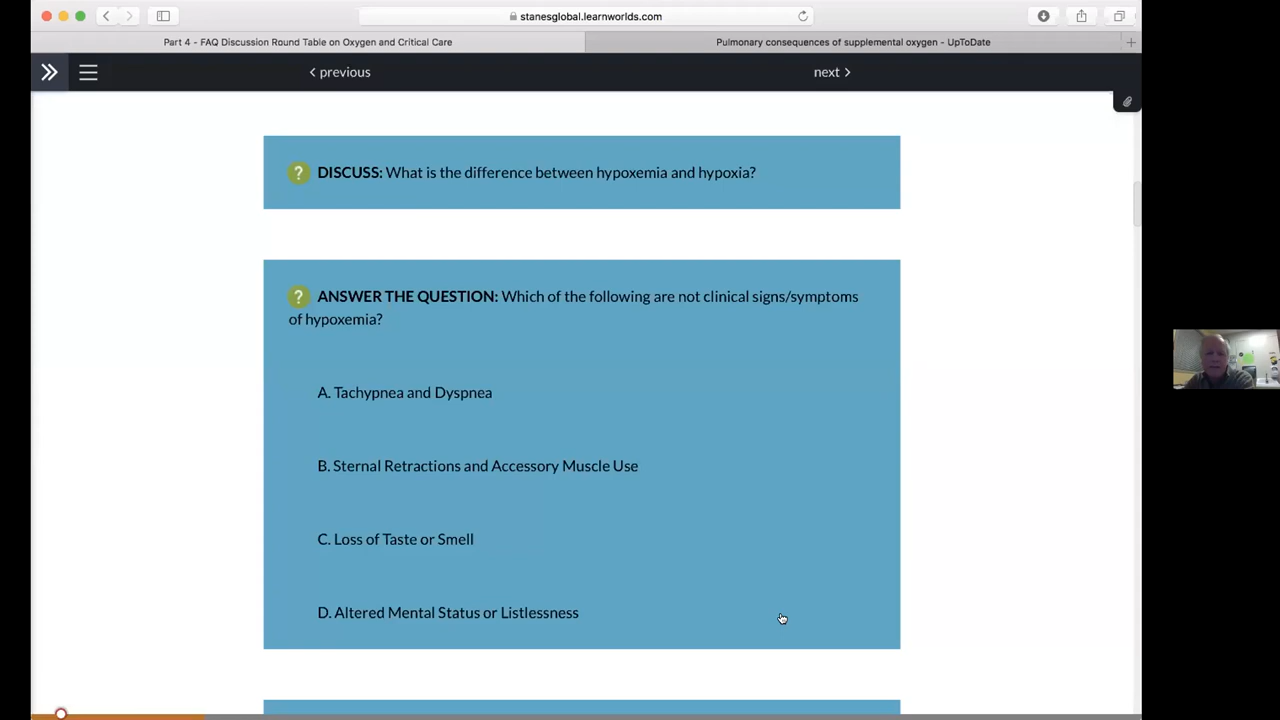 stanesglobal.learnworlds.com
Part 4 - FAQ Discussion Round Table on Oxygen and Critical Care
Pulmonary consequences of supplemental oxygen - UpToDate
previous
next
? DISCUSS: What is the difference between hypoxemia and hypoxia?
? ANSWER THE QUESTION: Which of the following are not clinical signs/symptoms
of hypoxemia?
A. Tachypnea and Dyspnea
B. Sternal Retractions and Accessory Muscle Use
C. Loss of Taste or Smell
D. Altered Mental Status or Listlessness